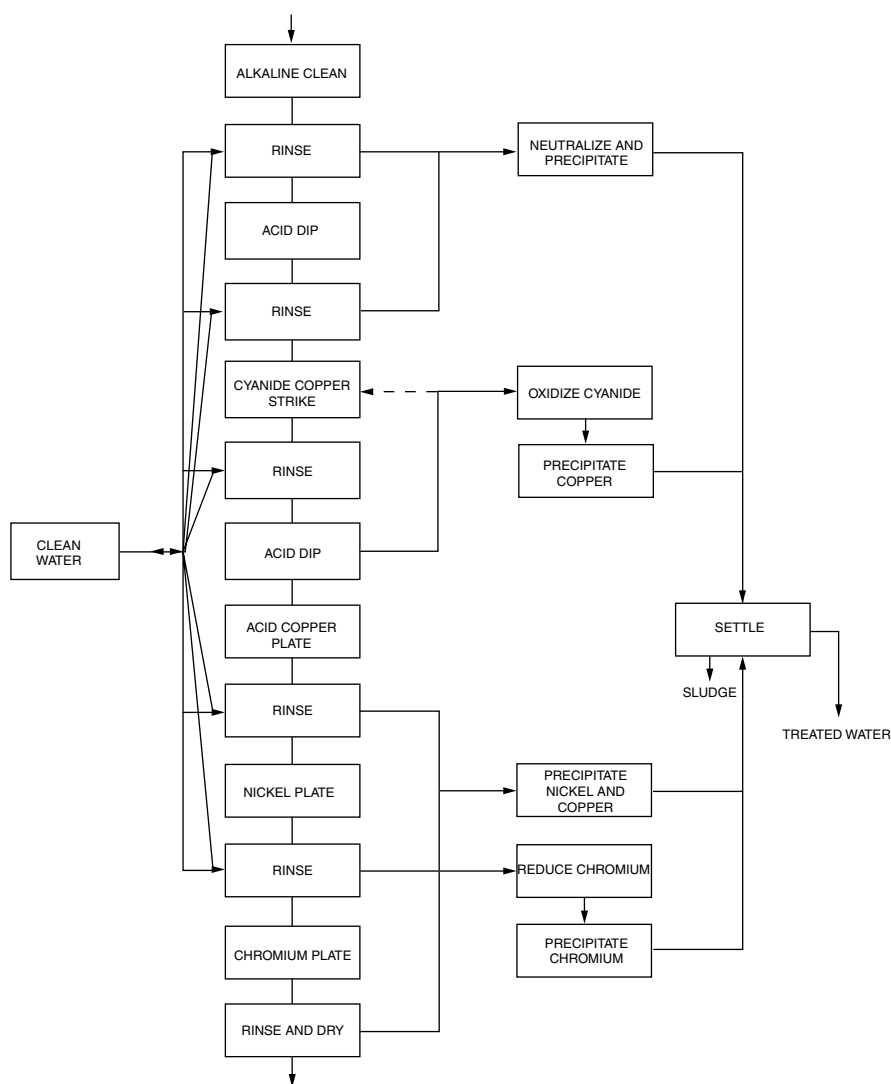 ALKALINE CLEAN
RINSE
NEUTRALIZE AND
PRECIPITATE
ACID DIP
RINSE
CYANIDE COPPER
STRIKE
OXIDIZE CYANIDE
RINSE
PRECIPITATE
COPPER
CLEAN
WATER
ACID DIP
ACID COPPER
PLATE
SETTLE
RINSE
SLUDGE
TREATED WATER
NICKEL PLATE
PRECIPITATE
NICKEL AND
COPPER
RINSE
REDUCE CHROMIUM
CHROMIUM PLATE
PRECIPITATE
CHROMIUM
RINSE AND DRY